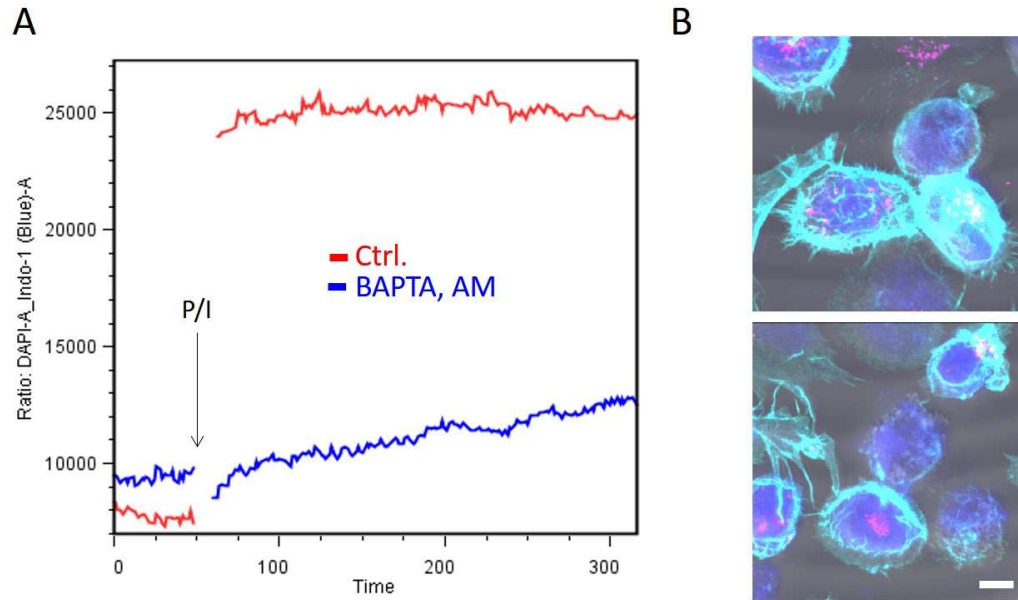 A
B
25000
20000
15000
10000
Ratio: DAPI-A_Indo-1 (Blue)-A
P/I
Ctrl.
BAPTA, AM
0
100
200
300
Time